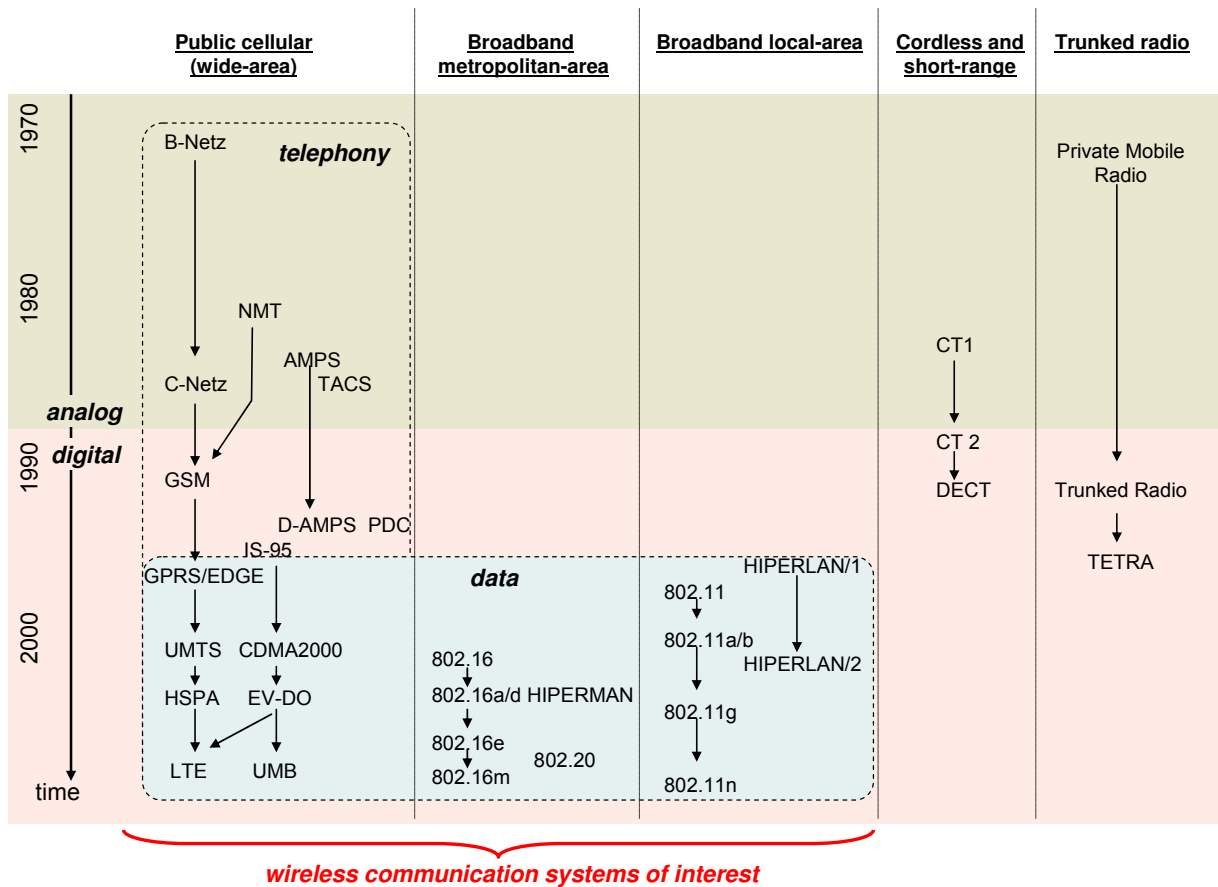 Public cellular
(wide-area)
Broadband
metropolitan-area
Broadband local-area
Cordless and
short-range
Trunked radio
1970
1980
1990
2000
analog
digital
time
telephony
B-Netz
NMT
AMPS
TACS
C-Netz
GSM
D-AMPS PDC
IS-95
GPRS/EDGE
UMTS CDMA2000
HSPA EV-DO
LTE UMB
data
802.16
802.16a/d HIPERMAN
802.16e
802.20
802.16m
HIPERLAN/1
802.11
802.11a/b
HIPERLAN/2
802.11g
802.11n
CT1
CT 2
DECT
Private Mobile
Radio
Trunked Radio
TETRA
wireless communication systems of interest